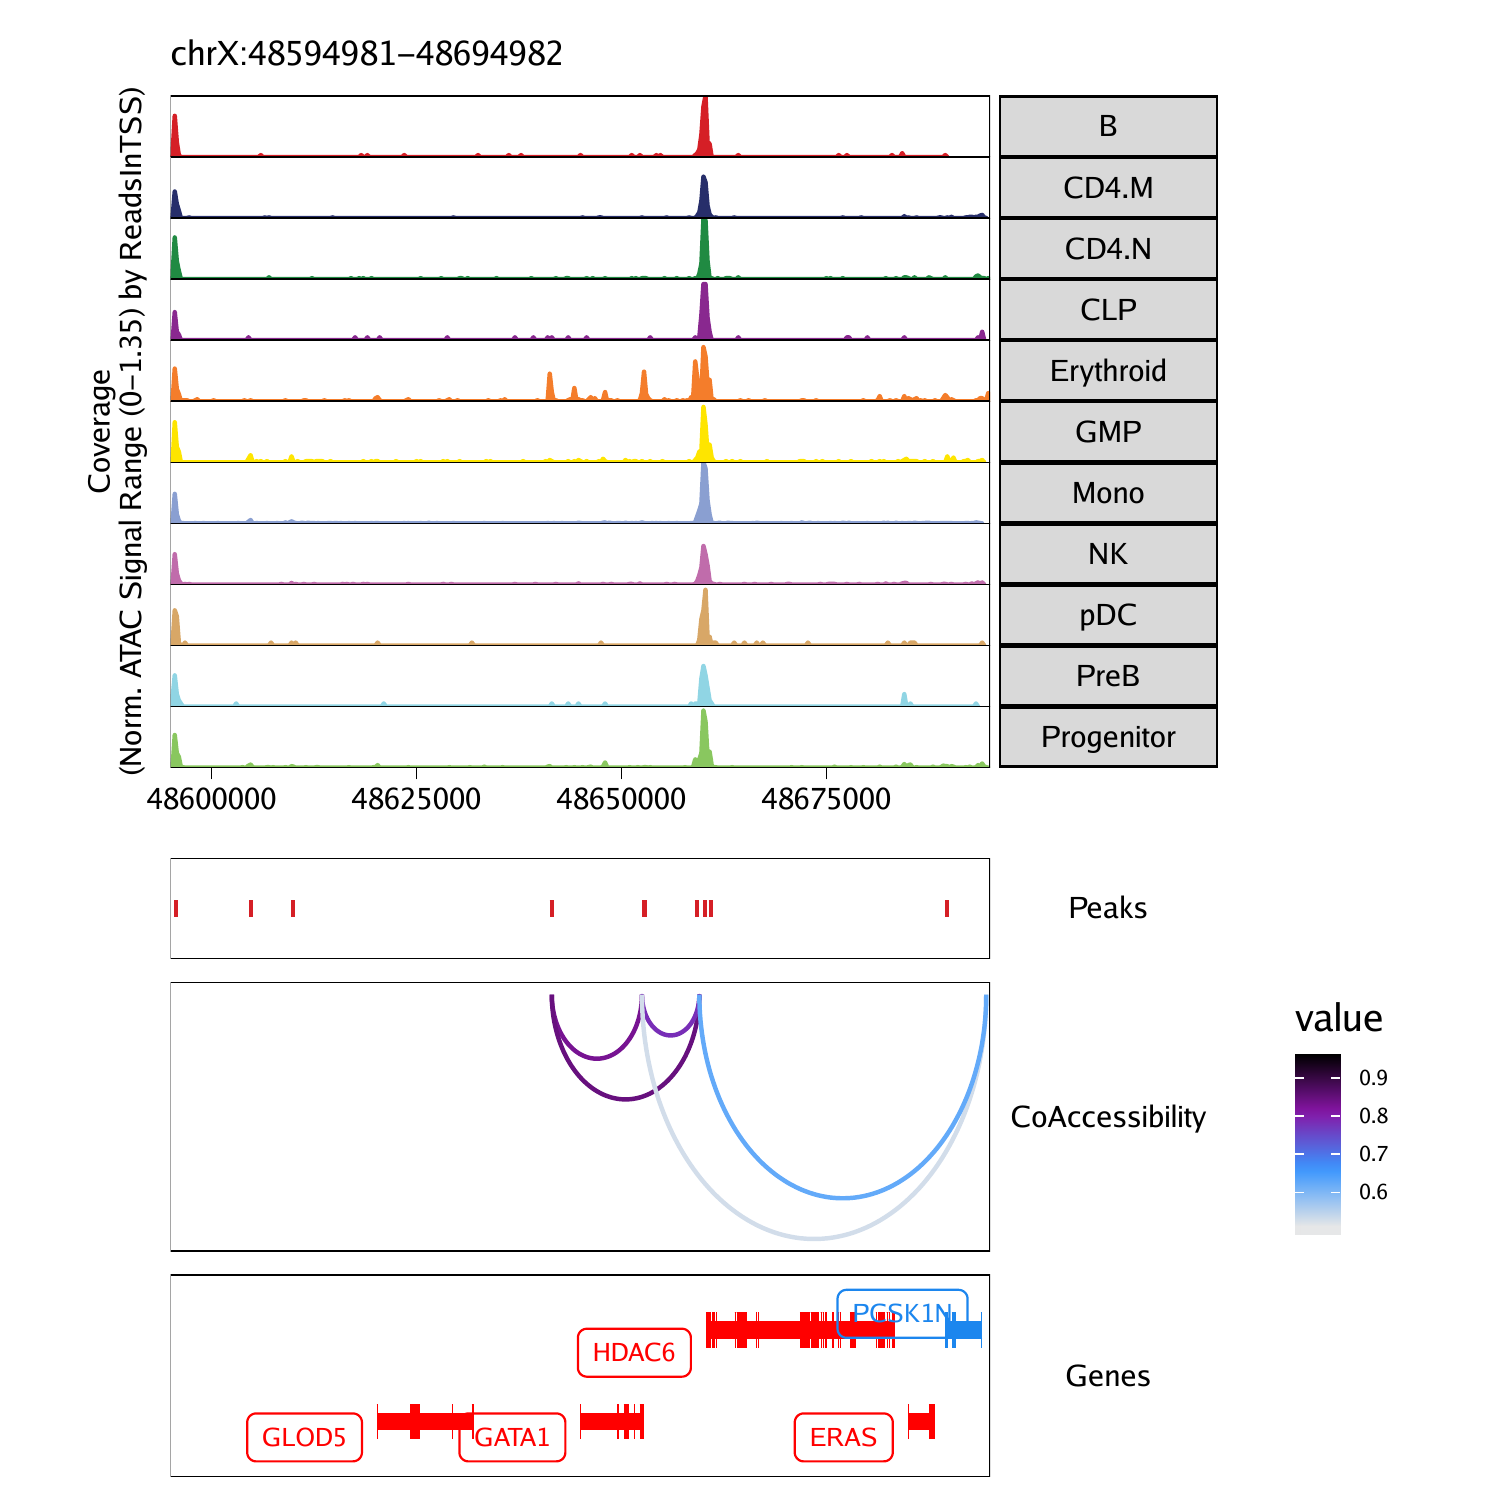 chrX:48594981−48694982
Coverage
(Norm. ATAC Signal Range (0−1.35) by ReadsInTSS)
B
CD4.M
CD4.N
CLP
Erythroid
GMP
Mono
NK
pDC
PreB
Progenitor
48600000 48625000 48650000 48675000
Peaks
CoAccessibility
value
0.9
0.8
0.7
0.6
PCSK1N
HDAC6
Genes
GLOD5 GATA1 ERAS